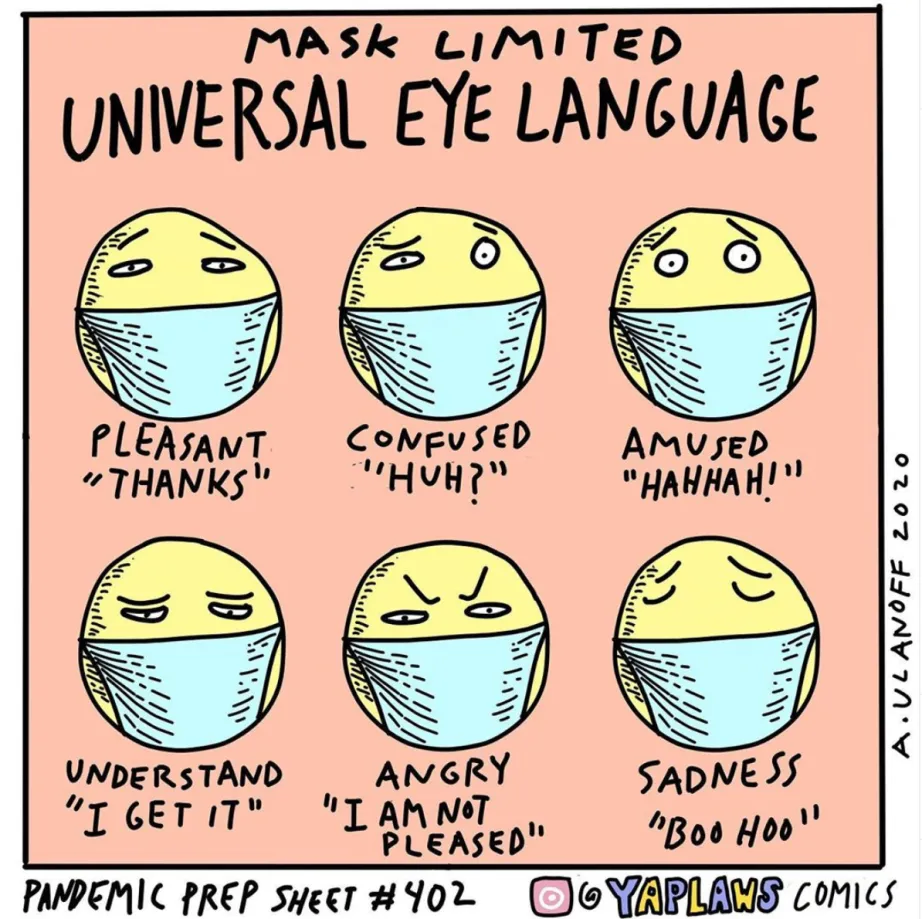 MASK LIMITED
UNIVERSAL EYE LANGUAGE
PLEASANT
"THANKS"
CONFUSED
"HUH?"
AMUSED
"HAHHAH!"
UNDERSTAND
"I GET IT"
ANGRY
"I AM NOT
PLEASED"
SADNESS
"BOO HOO"
A. ULANOFF 2020
PANDEMIC PREP SHEET #402
@YAPLAWS COMICS